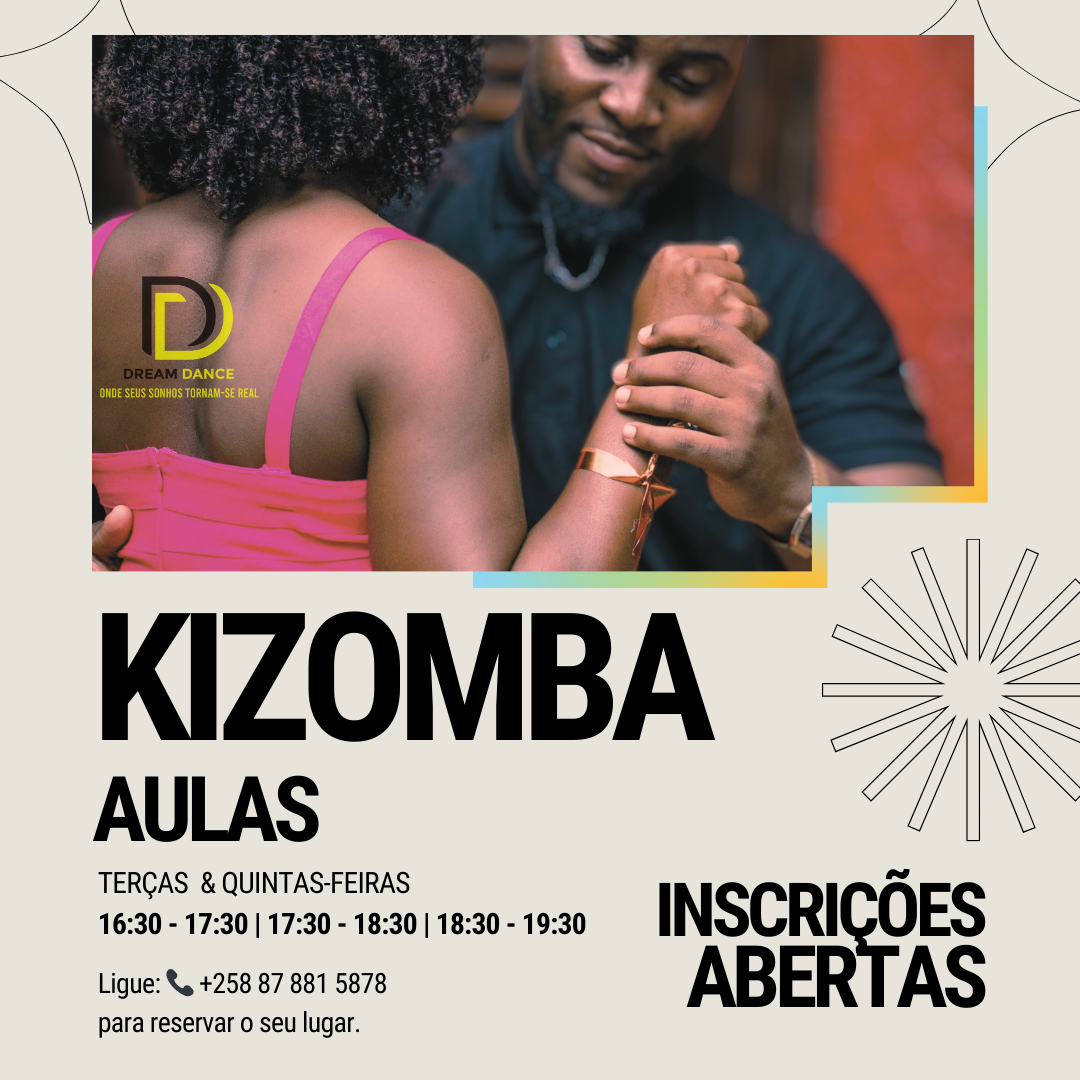 DREAM DANCE
ONDE SEUS SONHOS TORNAM-SE REAL
KIZOMBA
AULAS
TERÇAS & QUINTAS-FEIRAS
16:30 - 17:30 | 17:30 - 18:30 | 18:30 - 19:30
Ligue: 📞 +258 87 881 5878
para reservar o seu lugar.
INSCRIÇÕES
ABERTAS